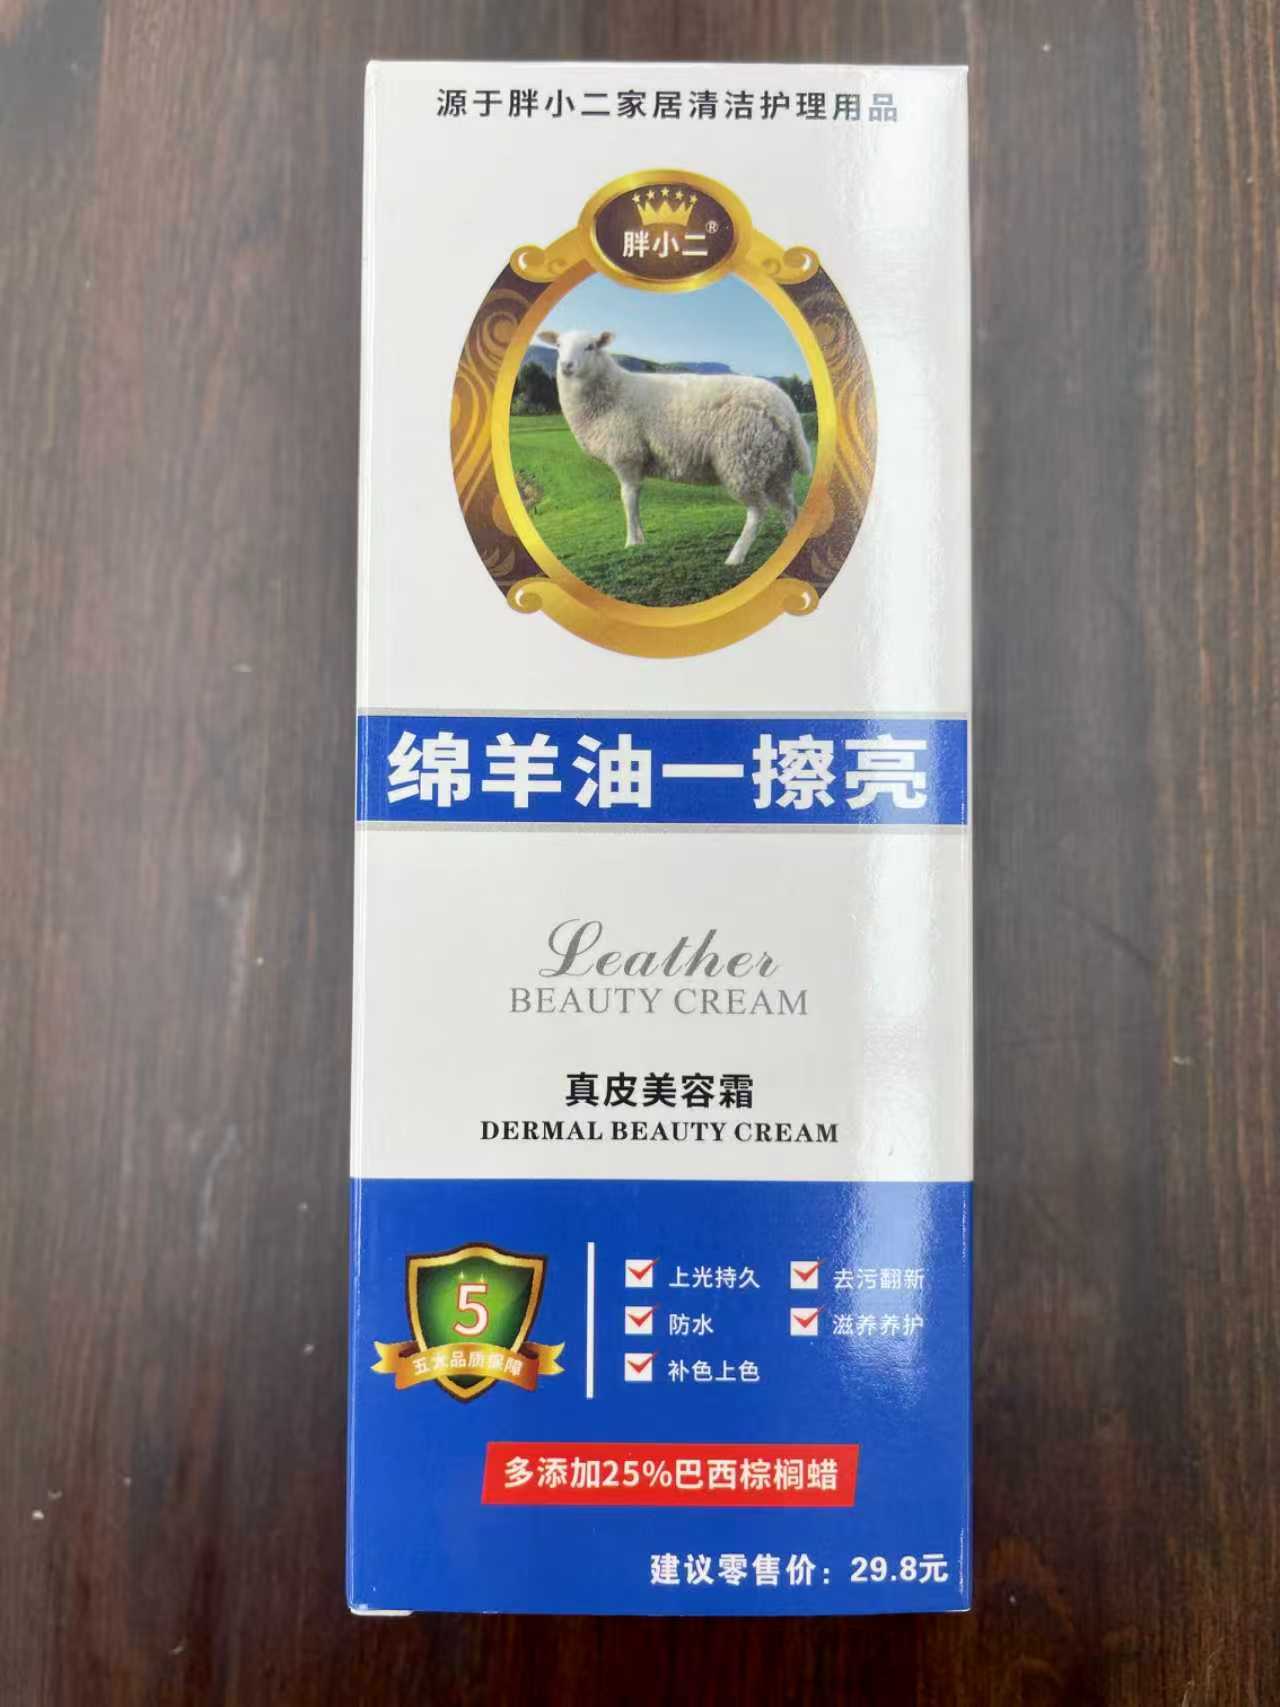 源于胖小二家居清洁护理用品
胖小二®
绵羊油一擦亮
Leather
BEAUTY CREAM
真皮美容霜
DERMAL BEAUTY CREAM
5
五大品质保障
上光持久
去污翻新
防水
滋养养护
补色上色
多添加25%巴西棕榈蜡
建议零售价：29.8元